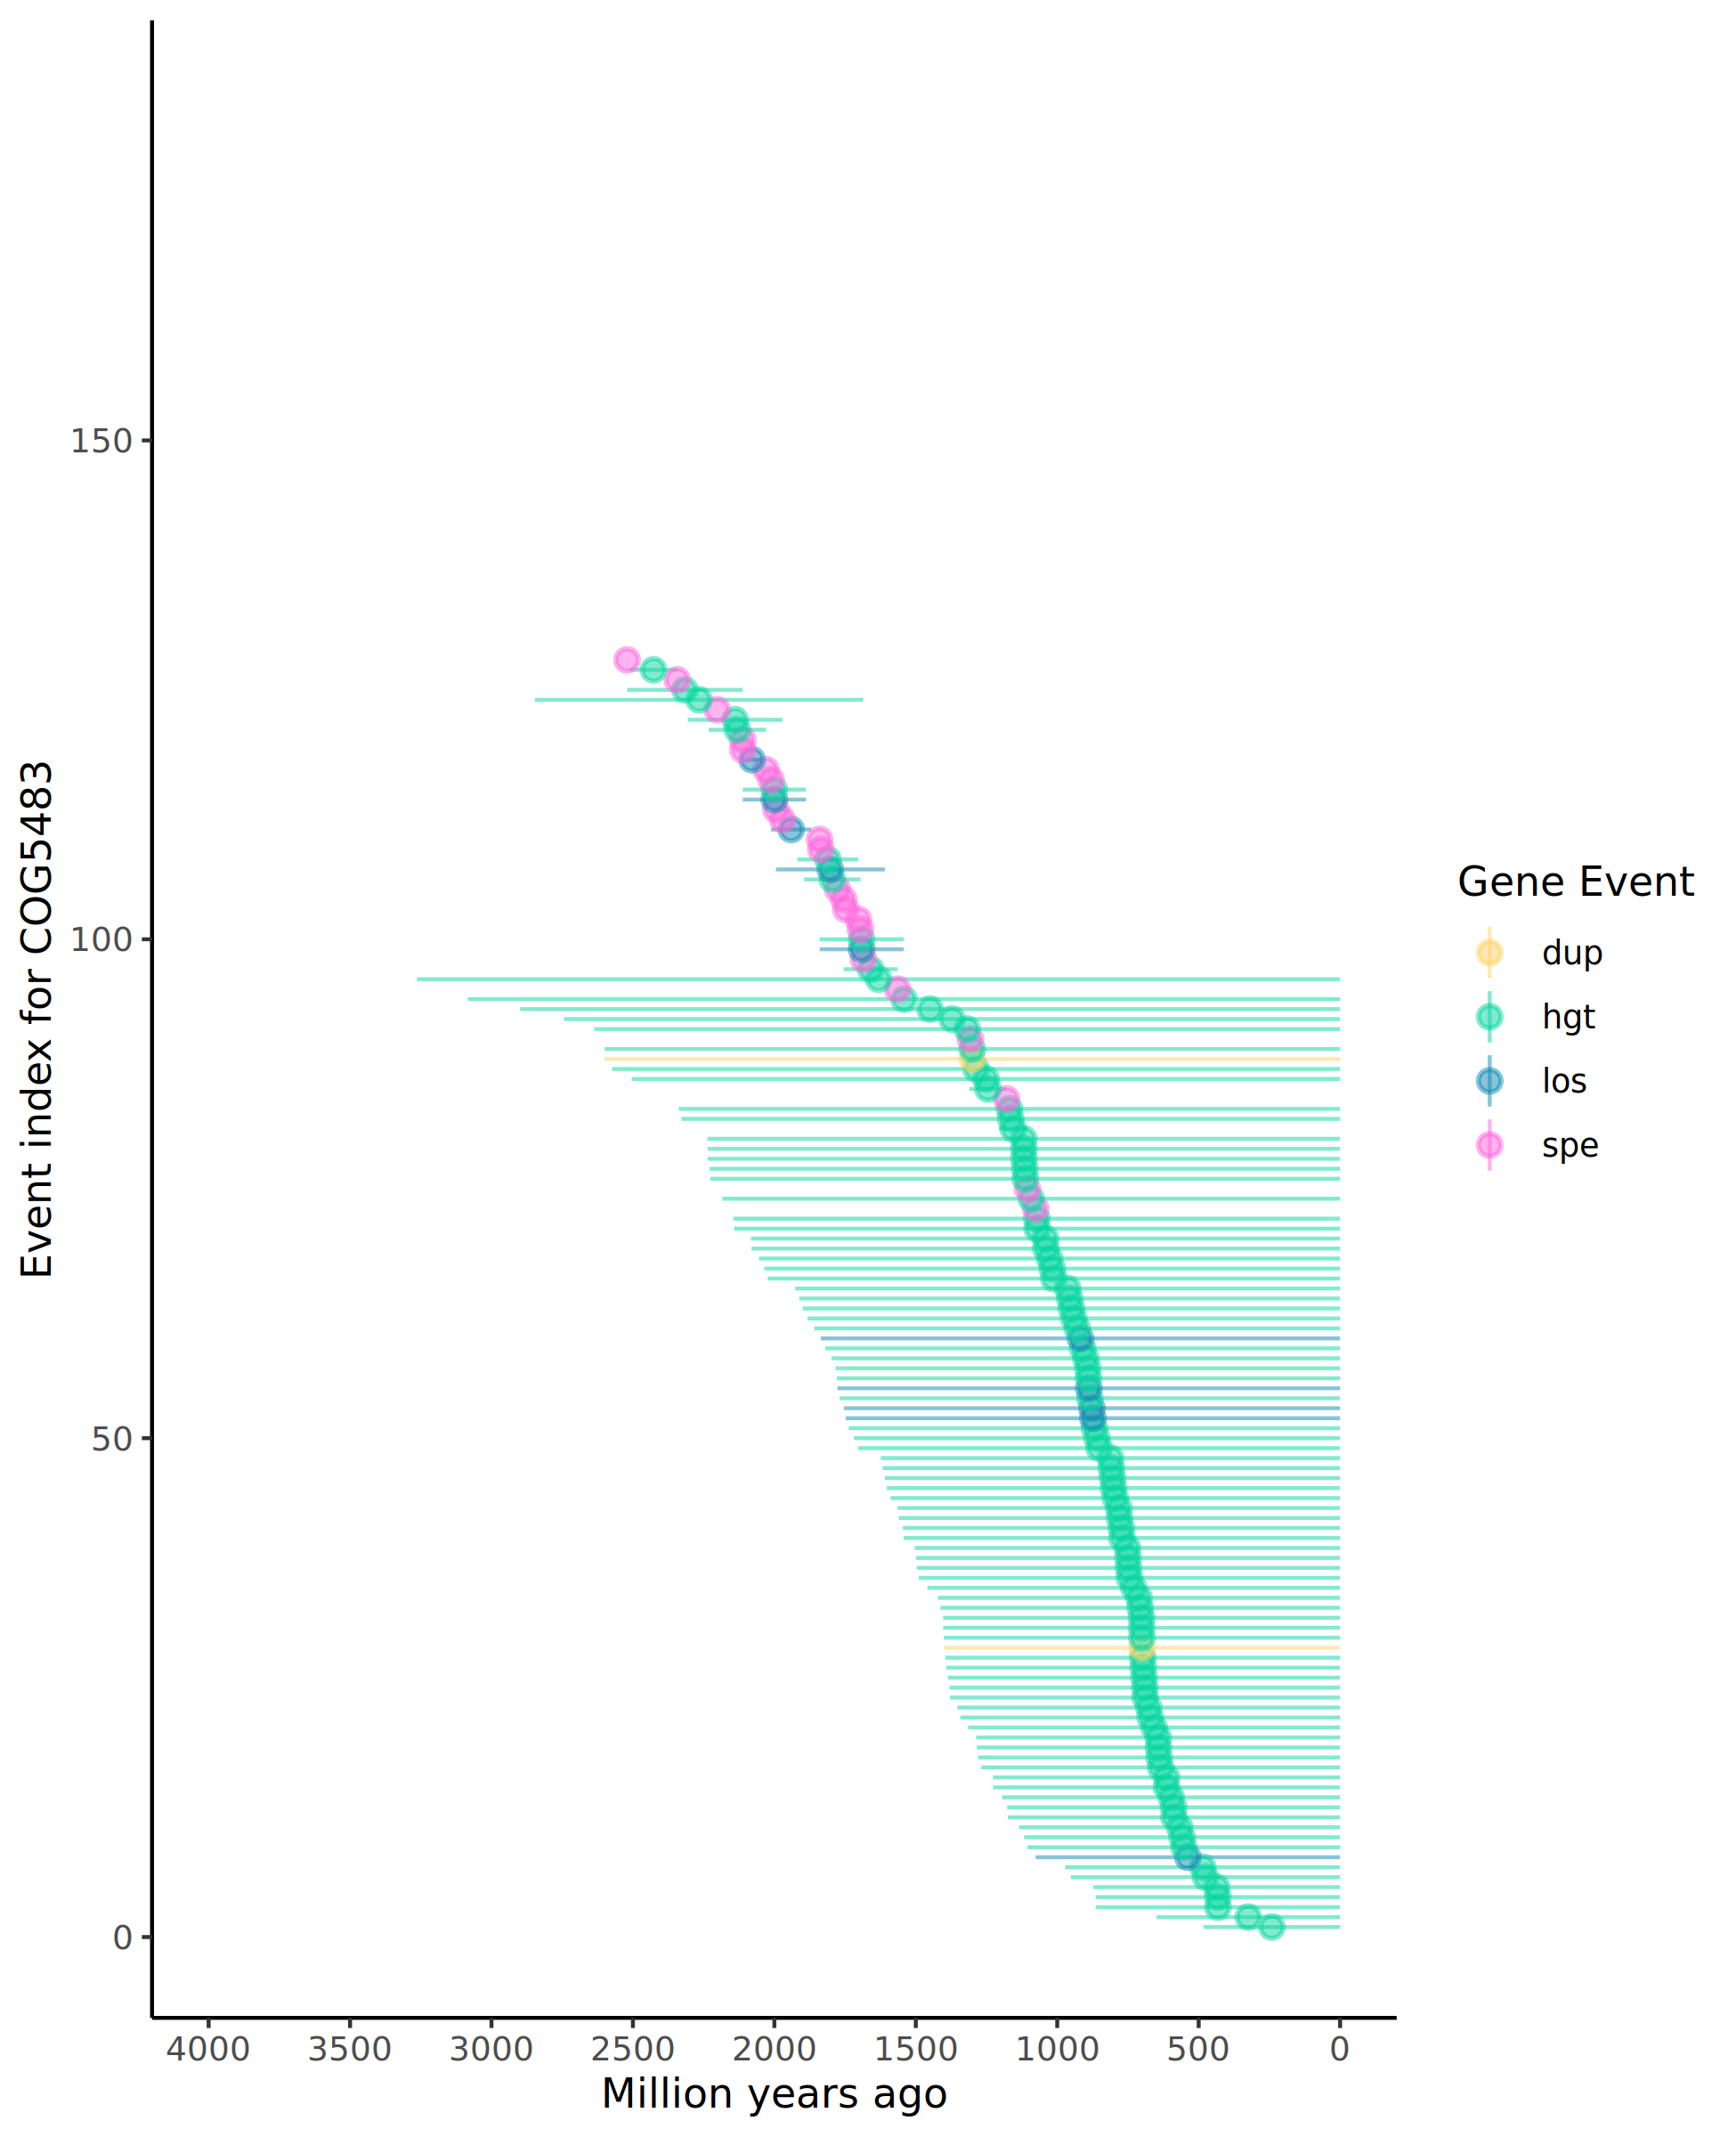 150
100
50
0
Event index for COG5483
4000 3500 3000 2500 2000 1500 1000 500 0
Million years ago
Gene Event
dup
hgt
los
spe